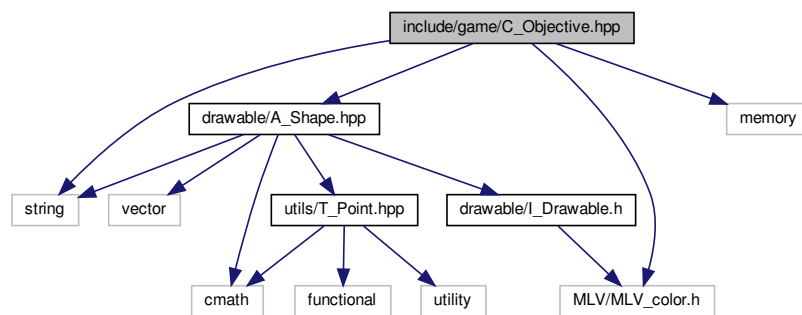 include/game/C_Objective.hpp
drawable/A_Shape.hpp
memory
string
vector
utils/T_Point.hpp
drawable/I_Drawable.h
cmath
functional
utility
MLV/MLV_color.h